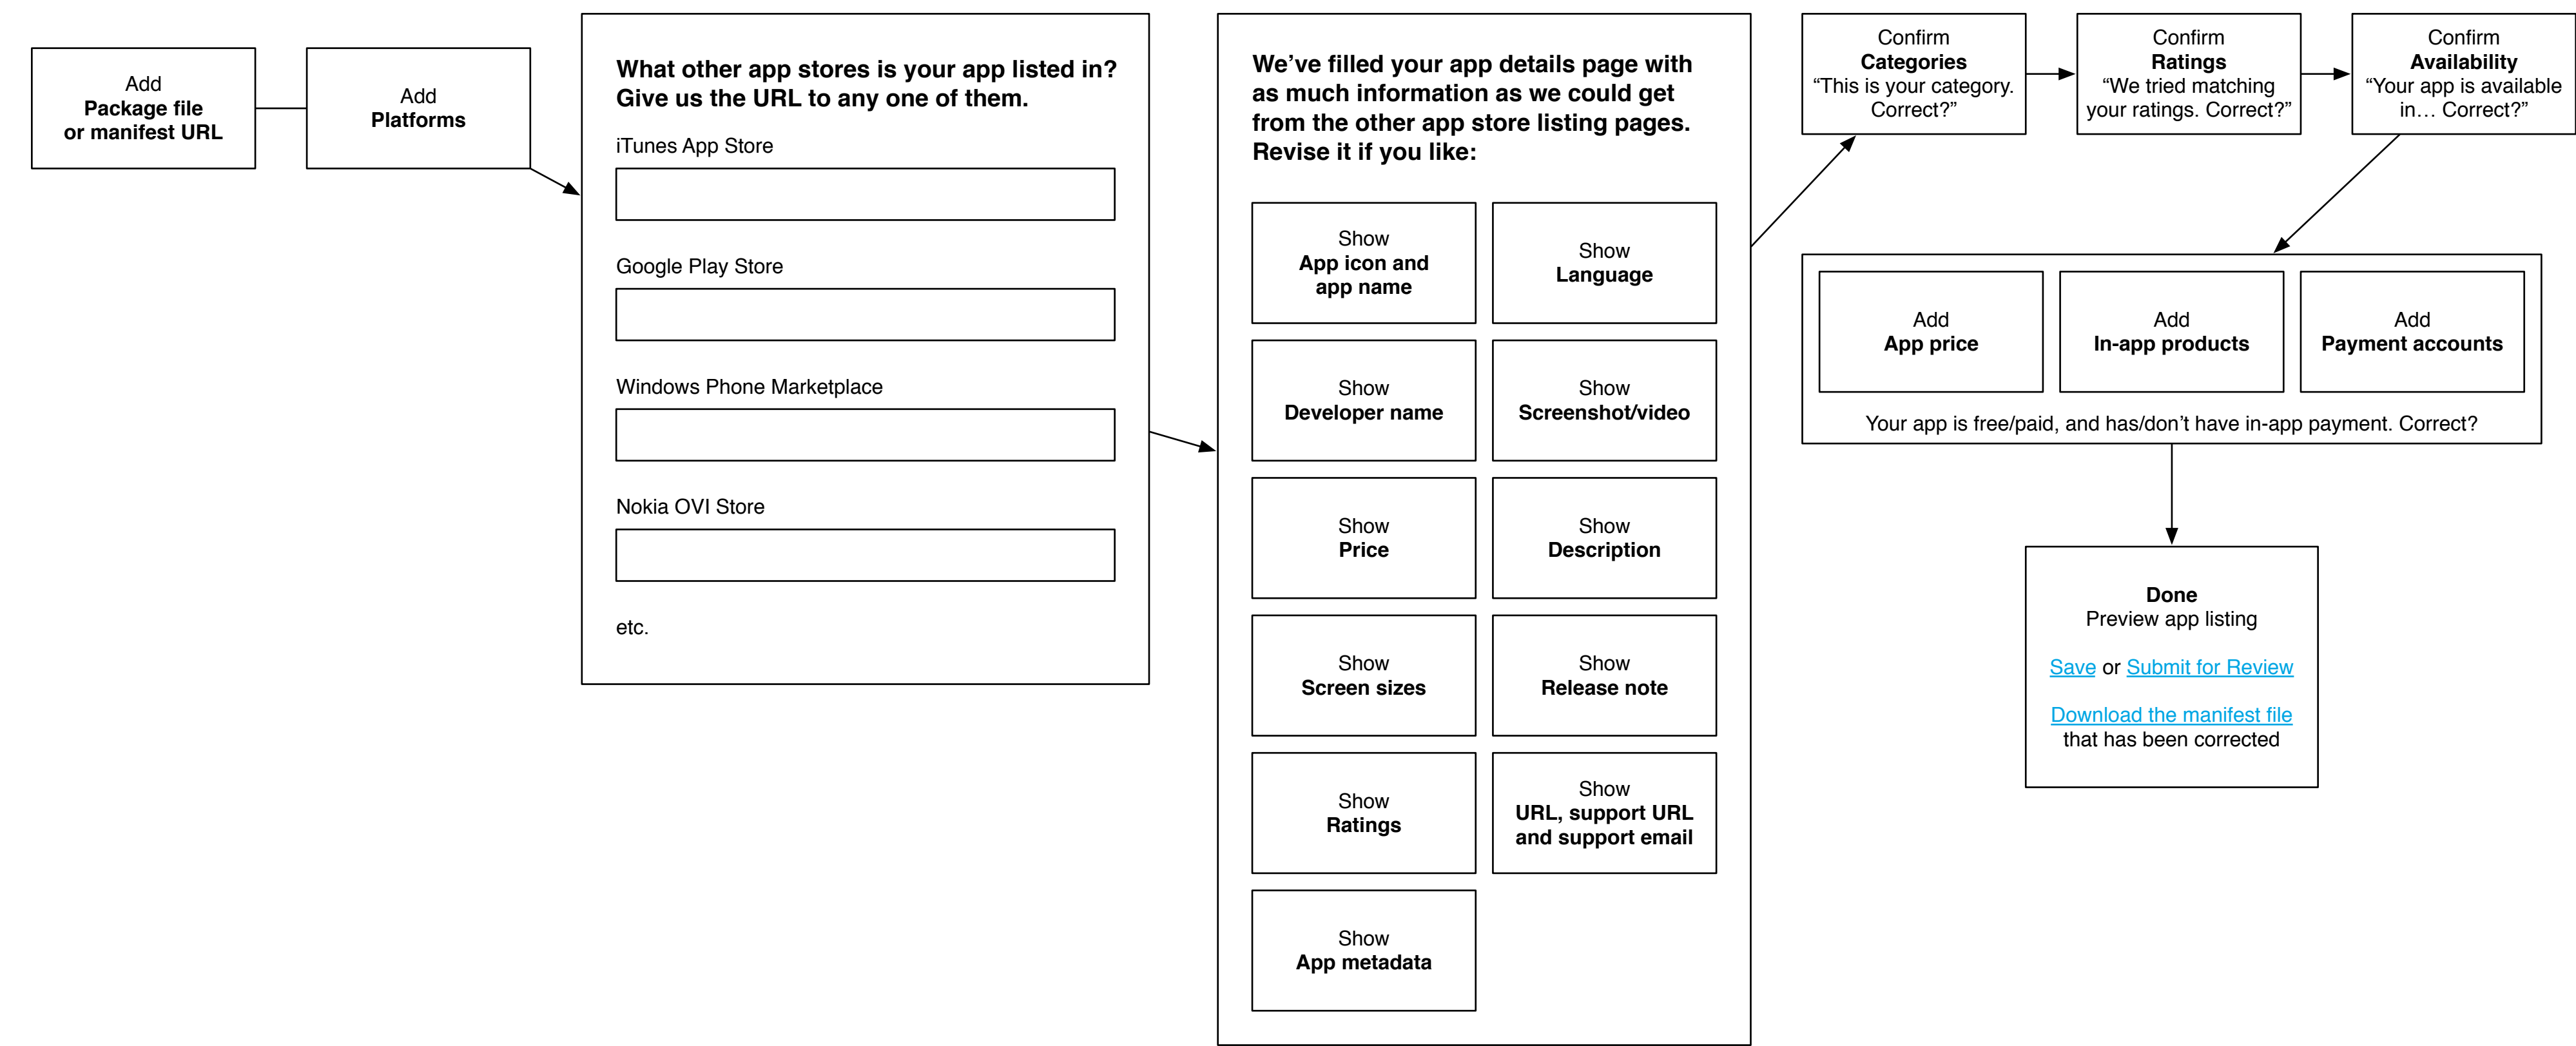 Add
Package file
or manifest URL
Add
Platforms
What other app stores is your app listed in?
Give us the URL to any one of them.
iTunes App Store
Google Play Store
Windows Phone Marketplace
Nokia OVI Store
etc.
We’ve filled your app details page with
as much information as we could get
from the other app store listing pages.
Revise it if you like:
Show
App icon and
app name
Show
Language
Show
Developer name
Show
Screenshot/video
Show
Price
Show
Description
Show
Screen sizes
Show
Release note
Show
Ratings
Show
URL, support URL
and support email
Show
App metadata
Confirm
Categories
“This is your category.
Correct?”
Confirm
Ratings
“We tried matching
your ratings. Correct?”
Confirm
Availability
“Your app is available
in… Correct?”
Add
App price
Add
In-app products
Add
Payment accounts
Your app is free/paid, and has/don’t have in-app payment. Correct?
Done
Preview app listing
Save or Submit for Review
Download the manifest file
that has been corrected